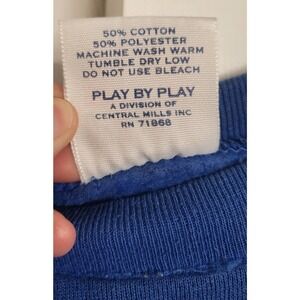 50% COTTON
50% POLYESTER
MACHINE WASH WARM
TUMBLE DRY LOW
DO NOT USE BLEACH
PLAY BY PLAY
A DIVISION OF
CENTRAL MILLS INC
RN 71868